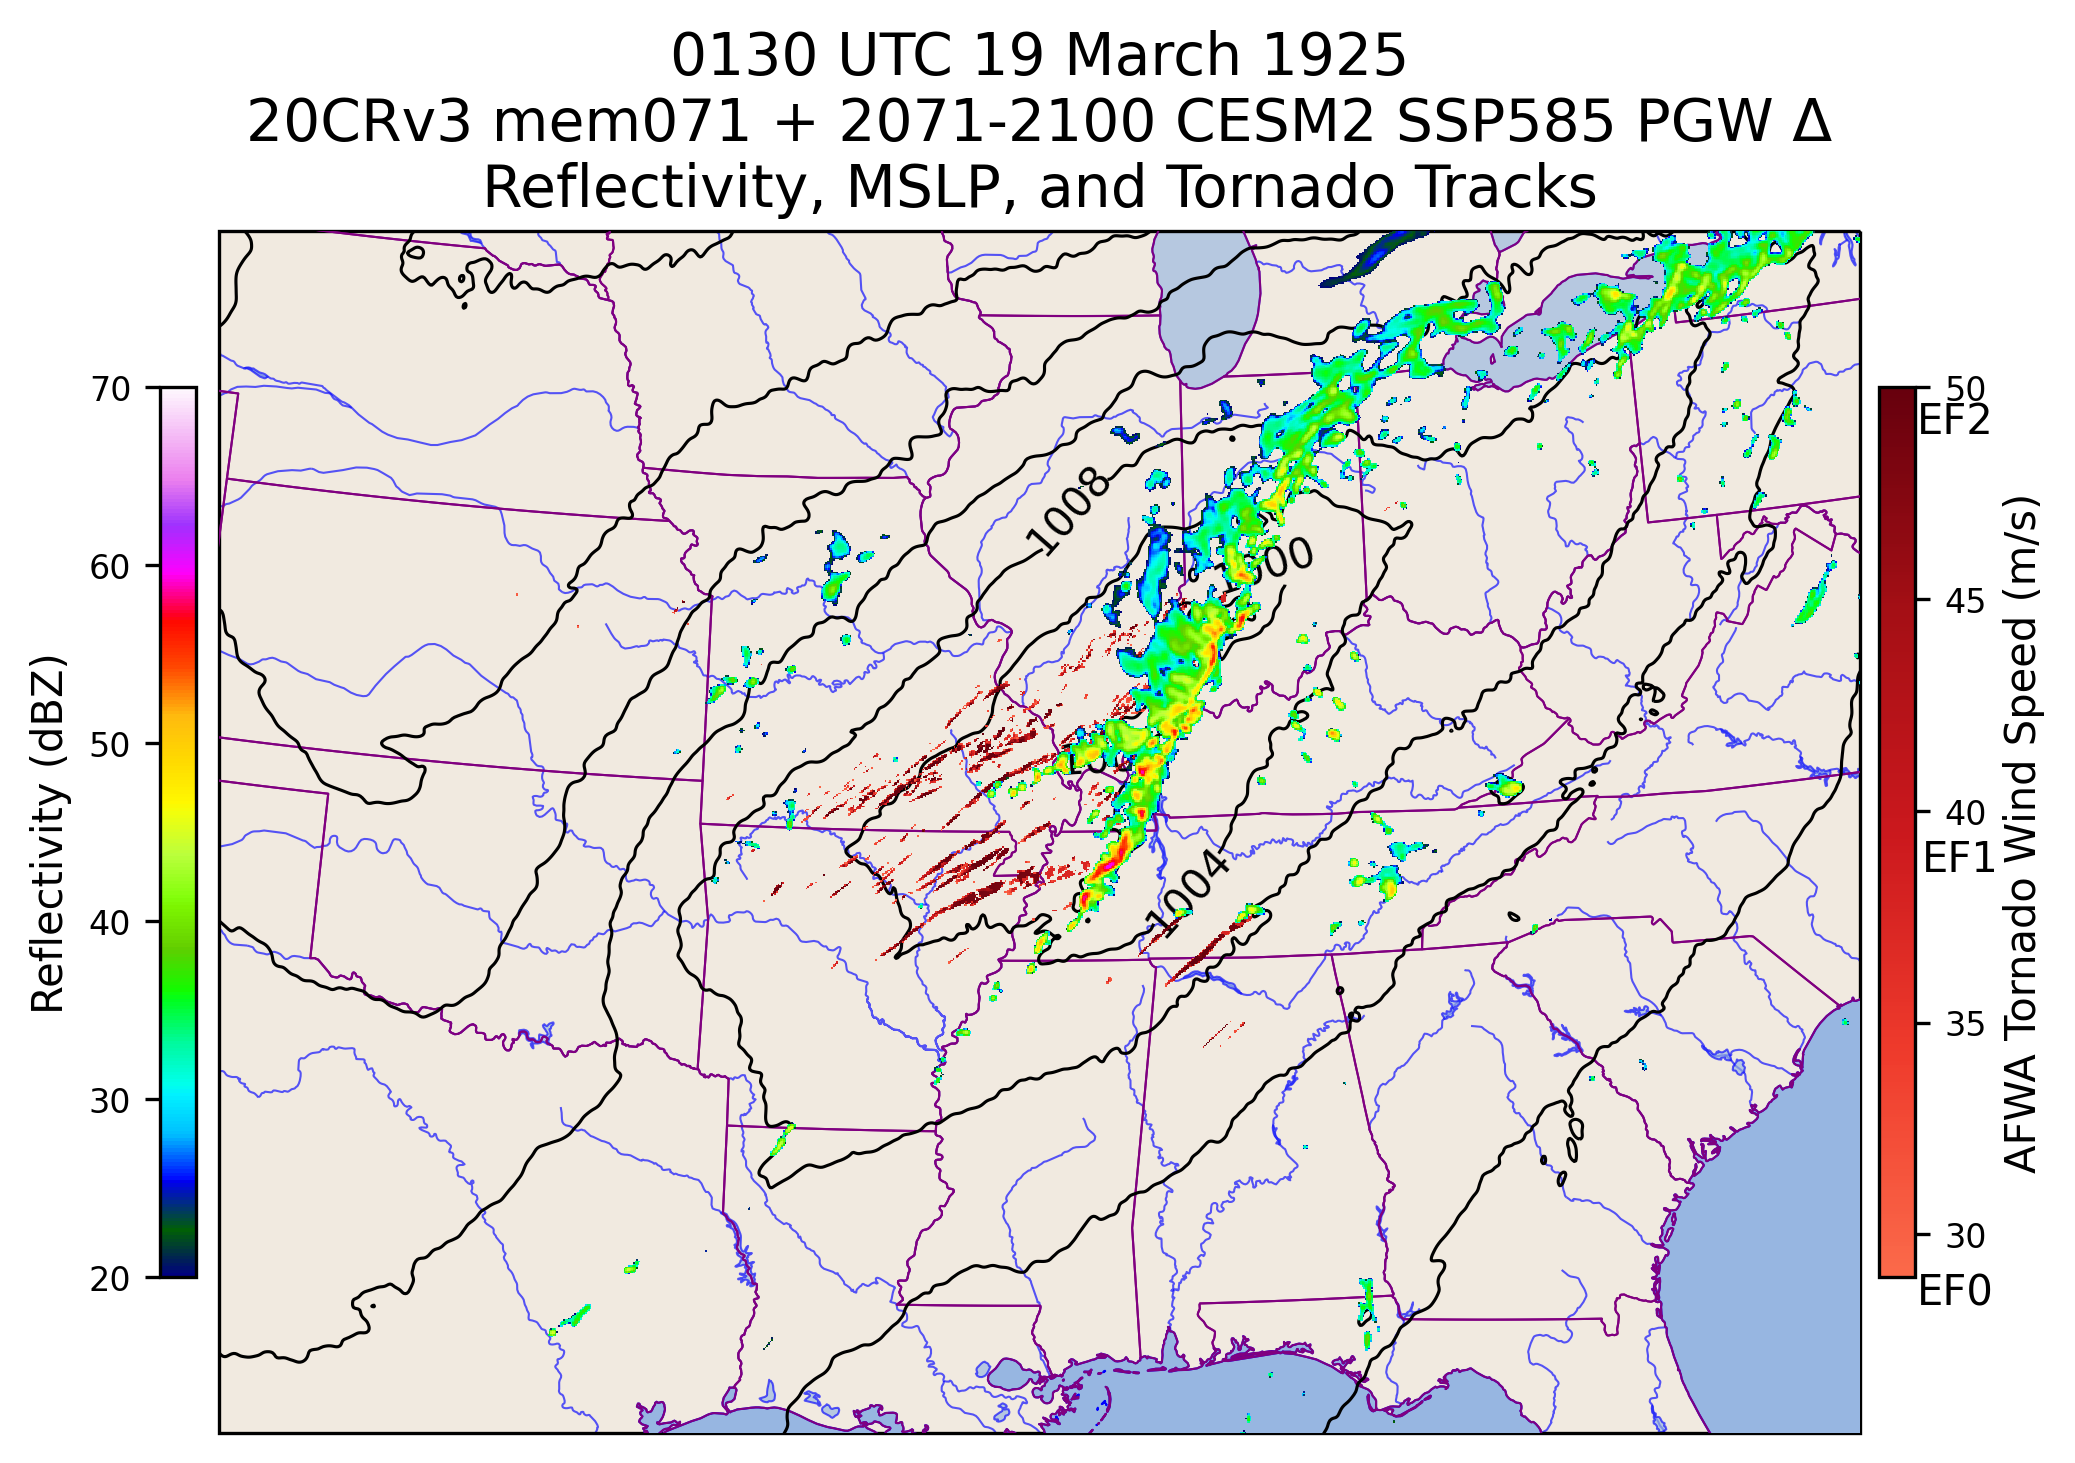 0130 UTC 19 March 1925
20CRv3 mem071 + 2071-2100 CESM2 SSP585 PGW Δ
Reflectivity, MSLP, and Tornado Tracks
70
60
50
40
30
20
Reflectivity (dBZ)
1008
1004
50
EF2
45
40
EF1
35
30
EF0
AFWA Tornado Wind Speed (m/s)